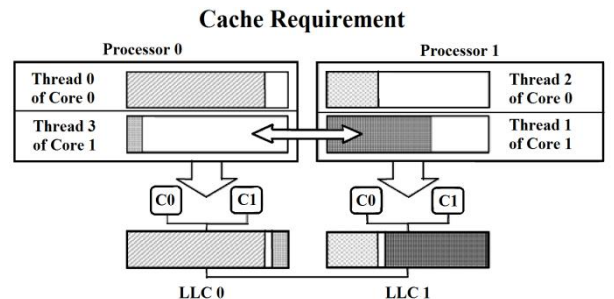 Cache Requirement
Processor 0
Processor 1
Thread 0
of Core 0
Thread 2
of Core 0
Thread 3
of Core 1
Thread 1
of Core 1
C0
C1
C0
C1
LLC 0
LLC 1